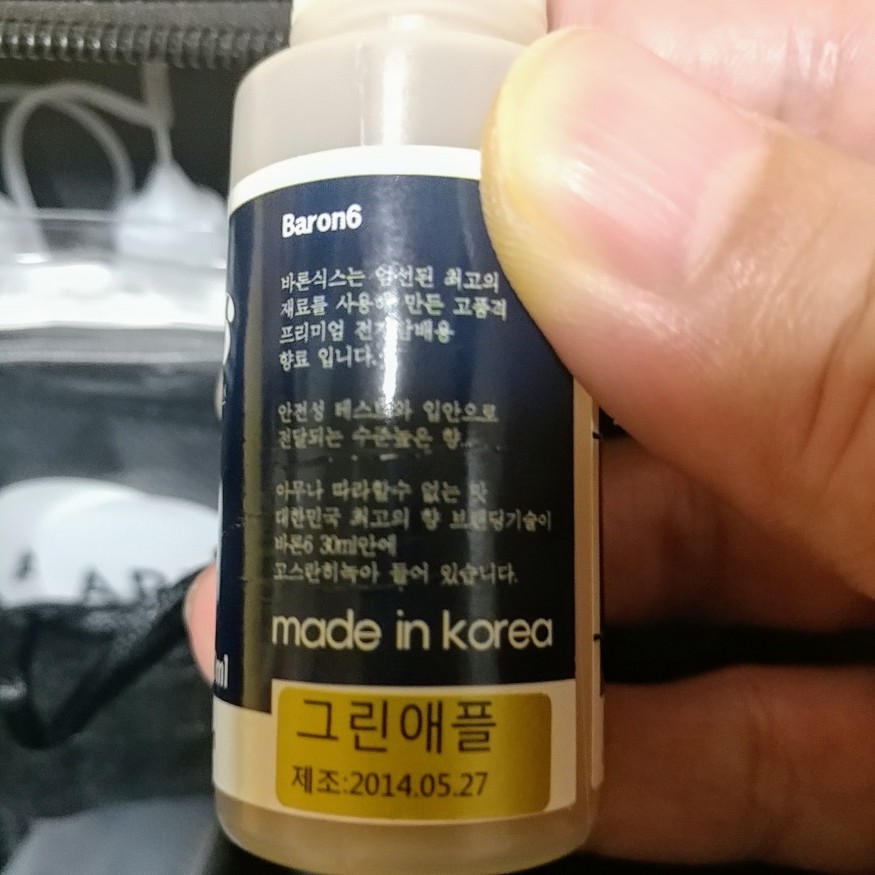 Baron6
바론식스는 엄선된 최고의
재료를 사용해 만든 고품격
프리미엄 전자담배용
향료 입니다.
안전성 테스트와 입안으로
전달되는 수준높은 향...
아무나 따라할수 없는 맛
대한민국 최고의 향 브랜딩기술이
바론6 30ml안에
고스란히녹아 들어 있습니다.
made in korea
그린애플
제조:2014.05.27